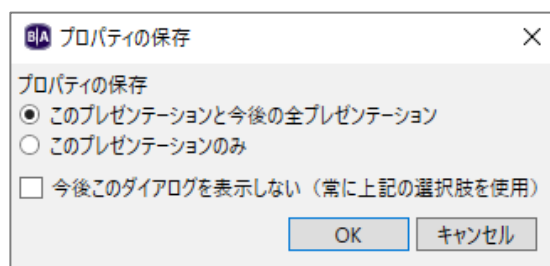 B|A プロパティの保存
プロパティの保存
このプレゼンテーションと今後の全プレゼンテーション
このプレゼンテーションのみ
今後このダイアログを表示しない（常に上記の選択肢を使用）
OK キャンセル